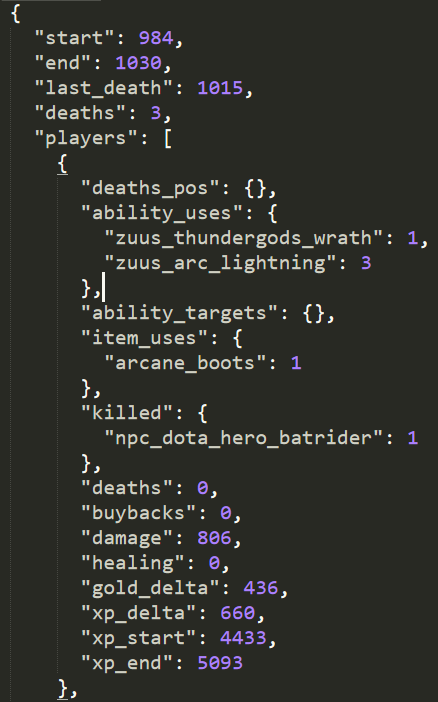 {
"start": 984,
"end": 1030,
"last_death": 1015,
"deaths": 3,
"players": [
{
"deaths_pos": {},
"ability_uses": {
"zuus_thundergods_wrath": 1,
"zuus_arc_lightning": 3
},
"ability_targets": {},
"item_uses": {
"arcane_boots": 1
},
"killed": {
"npc_dota_hero_batrider": 1
},
"deaths": 0,
"buybacks": 0,
"damage": 806,
"healing": 0,
"gold_delta": 436,
"xp_delta": 660,
"xp_start": 4433,
"xp_end": 5093
},